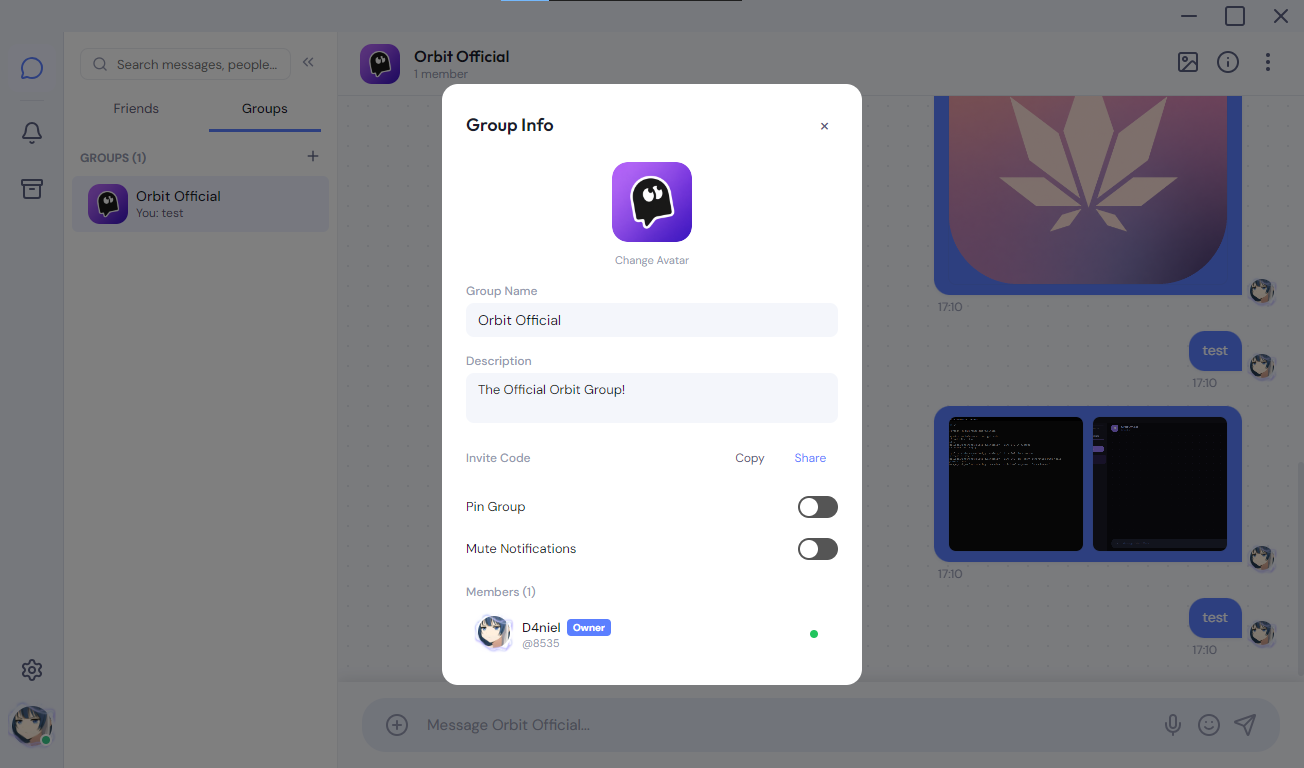 Search messages, people...
Friends
Groups
GROUPS (1)
Orbit Official
You: test
Orbit Official
1 member
17:10
test
17:10
17:10
test
17:10
Message Orbit Official...
Group Info
Change Avatar
Group Name
Orbit Official
Description
The Official Orbit Group!
Invite Code
Copy
Share
Pin Group
Mute Notifications
Members (1)
D4niel
Owner
@8535